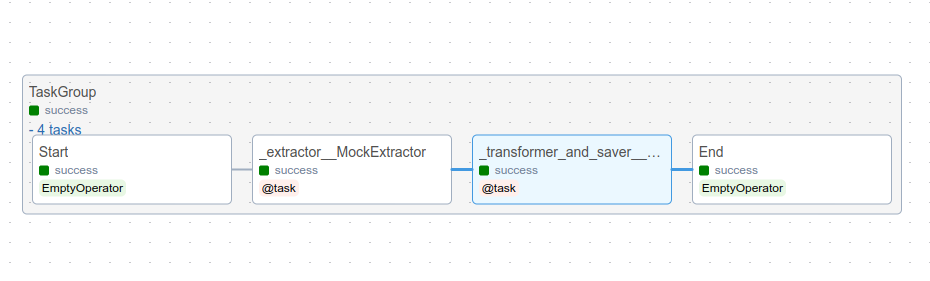 TaskGroup
success
- 4 tasks
Start
success
EmptyOperator
_extractor__MockExtractor
success
@task
_transformer_and_saver__...
success
@task
End
success
EmptyOperator